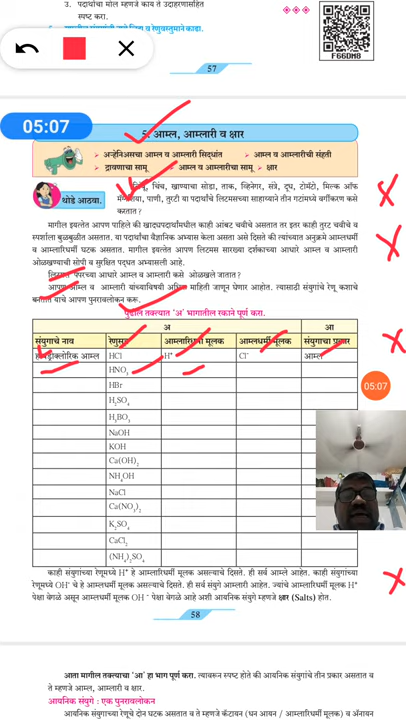 3. पदार्थाचा मोल म्हणजे काय ते उदाहरणासहित
स्पष्ट करा.
57
F66DM8
05:07
5. आम्ल, आम्लारी व क्षार
➢ अर्‍हेनिअसचा आम्ल व आम्लारी सिद्धांत ➢ आम्ल व आम्लारींची संहती
➢ द्रावणाचा सामू ➢ आम्ल व आम्लारींचा सामू ➢ क्षार
थोडे आठवा.
चिंच, खाण्याचा सोडा, ताक, व्हिनेगर, संत्रे, दूध, टोमॅटो, मिल्क ऑफ
पाणी, तुरटी या पदार्थांचे लिटमसच्या साहाय्याने तीन गटांमध्ये वर्गीकरण कसे
करतात ?
मागील इयत्तेत आपण पाहिले की खाद्यपदार्थांमधील काही आंबट चवीचे असतात तर इतर काही तुरट चवीचे व
स्पर्शाला बुळबुळीत असतात. या पदार्थांचा वैज्ञानिक अभ्यास केला असता असे दिसते की त्यांच्यात अनुक्रमे आम्लधर्मी
व आम्लारिधर्मी घटक असतात. मागील इयत्तेत आपण लिटमस सारख्या दर्शकाच्या आधारे आम्ल व आम्लारी
ओळखण्याची सोपी व सुरक्षित पद्धत अभ्यासली आहे.
लिटमस पेपरच्या आधारे आम्ल व आम्लारी कसे ओळखले जातात ?
आपण आम्ल व आम्लारी यांच्याविषयी अधिक माहिती जाणून घेणार आहोत. त्यासाठी संयुगांचे रेणू कशाचे
बनतात याचे आपण पुनरावलोकन करू.
पुढील तक्त्यात 'अ' भागातील रकाने पूर्ण करा.
अ आ
संयुगाचे नाव रेणुसूत्र आम्लारिधर्मी मूलक आम्लधर्मी मूलक संयुगाचा प्रकार
हायड्रोक्लोरिक आम्ल HCl H⁺ Cl⁻ आम्ल
HNO₃
HBr
H₂SO₄
H₃BO₃
NaOH
KOH
Ca(OH)₂
NH₄OH
NaCl
Ca(NO₃)₂
K₂SO₄
CaCl₂
(NH₄)₂SO₄
05:07
काही संयुगांच्या रेणूमध्ये H⁺ हे आम्लारिधर्मी मूलक असल्याचे दिसते. ही सर्व आम्ले आहेत. काही संयुगांच्या
रेणूमध्ये OH⁻ चे हे आम्लधर्मी मूलक असल्याचे दिसते. ही सर्व संयुगे आम्लारी आहेत. ज्यांचे आम्लारिधर्मी मूलक H⁺
पेक्षा वेगळे असून आम्लधर्मी मूलक OH⁻ पेक्षा वेगळे आहे अशी आयनिक संयुगे म्हणजे क्षार (Salts) होत.
58
आता मागील तक्त्याचा 'आ' हा भाग पूर्ण करा. त्यावरून स्पष्ट होते की आयनिक संयुगांचे तीन प्रकार असतात व
ते म्हणजे आम्ल, आम्लारी व क्षार.
आयनिक संयुगे : एक पुनरावलोकन
आयनिक संयुगाच्या रेणूचे दोन घटक असतात व ते म्हणजे कॅटायन (धन आयन / आम्लारिधर्मी मूलक) व ॲनायन